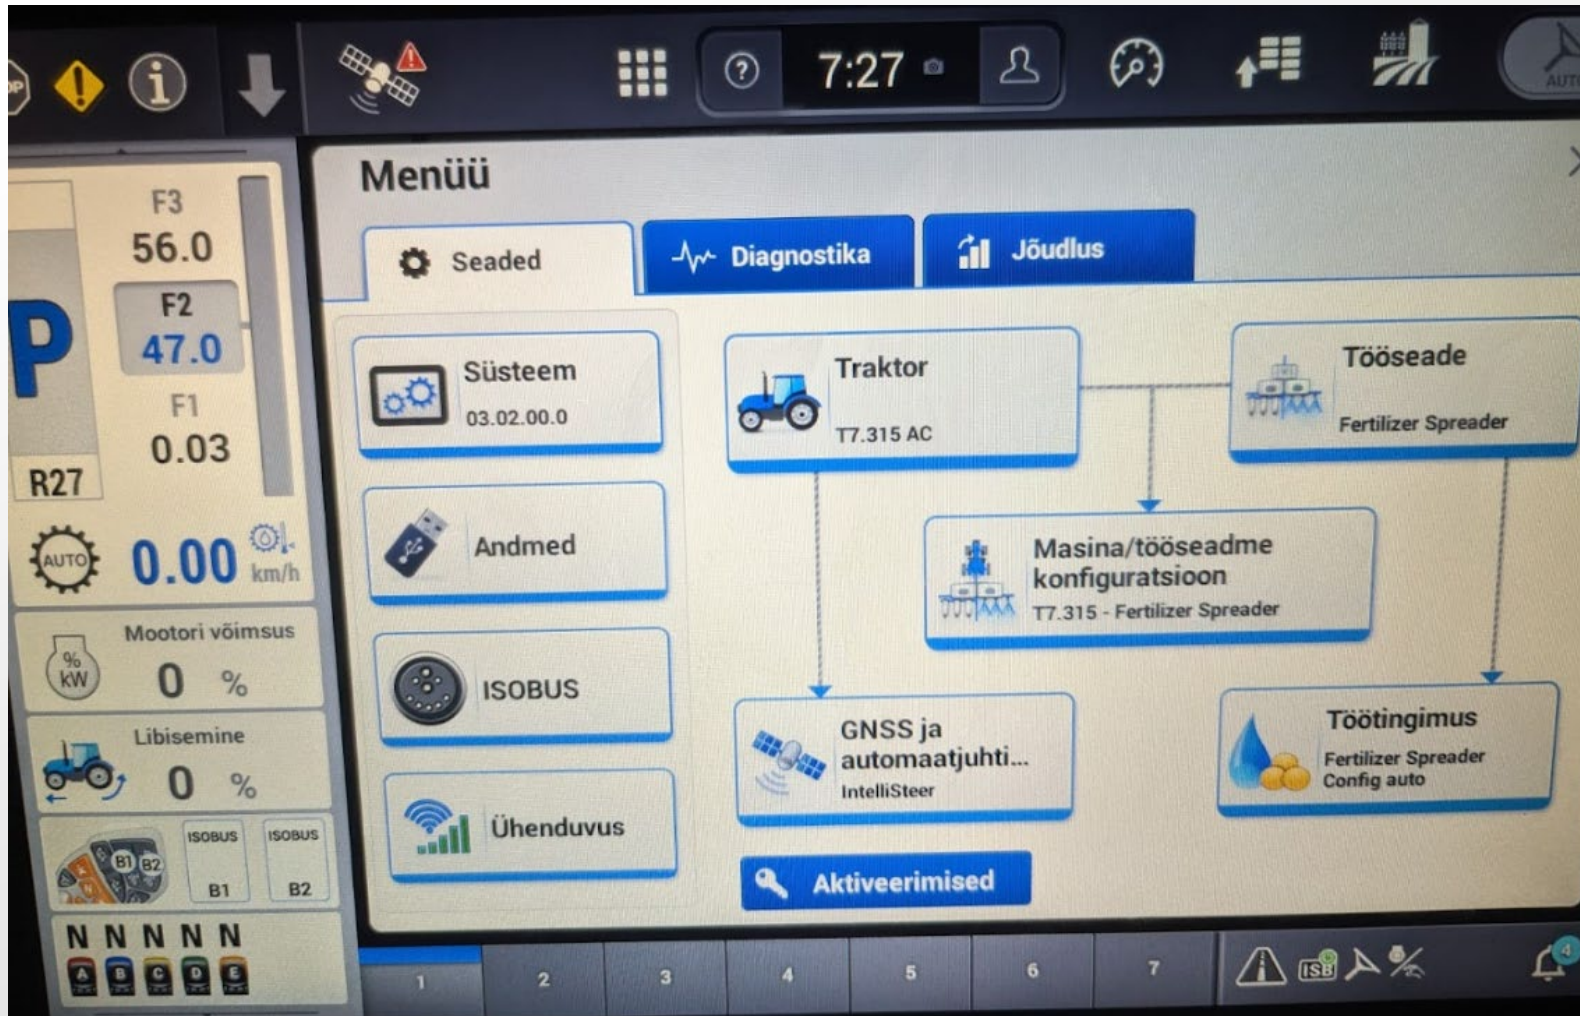 7:27
AUTO
Menüü
Seaded
Diagnostika
Jõudlus
F3
56.0
F2
47.0
F1
0.03
P
R27
AUTO
0.00
km/h
Mootori võimsus
%
kW
0 %
Libisemine
0 %
B1 B2
ISOBUS
B1
ISOBUS
B2
N N N N N
A B C D E
Süsteem
03.02.00.0
Andmed
ISOBUS
Ühenduvus
Traktor
T7.315 AC
Tööseade
Fertilizer Spreader
Masina/tööseadme
konfiguratsioon
T7.315 - Fertilizer Spreader
GNSS ja
automaatjuhti...
IntelliSteer
Töötingimus
Fertilizer Spreader
Config auto
Aktiveerimised
1 2 3 4 5 6 7
ISB
4